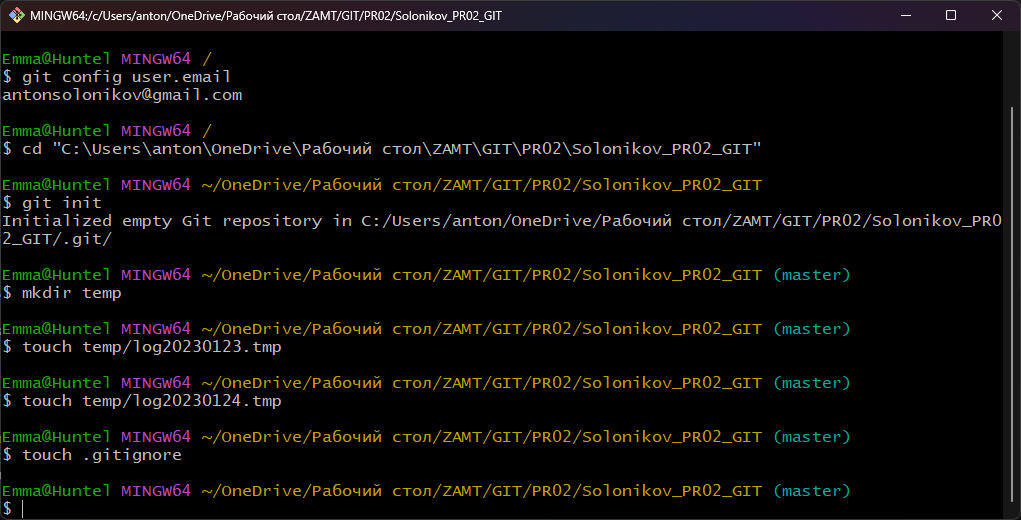 MINGW64:/c/Users/anton/OneDrive/Рабочий стол/ZAMT/GIT/PR02/Solonikov_PR02_GIT
Emma@Huntel MINGW64 /
$ git config user.email
antonsolonikov@gmail.com
Emma@Huntel MINGW64 /
$ cd "C:\Users\anton\OneDrive\Рабочий стол\ZAMT\GIT\PR02\Solonikov_PR02_GIT"
Emma@Huntel MINGW64 ~/OneDrive/Рабочий стол/ZAMT/GIT/PR02/Solonikov_PR02_GIT
$ git init
Initialized empty Git repository in C:/Users/anton/OneDrive/Рабочий стол/ZAMT/GIT/PR02/Solonikov_PR0
2_GIT/.git/
Emma@Huntel MINGW64 ~/OneDrive/Рабочий стол/ZAMT/GIT/PR02/Solonikov_PR02_GIT (master)
$ mkdir temp
Emma@Huntel MINGW64 ~/OneDrive/Рабочий стол/ZAMT/GIT/PR02/Solonikov_PR02_GIT (master)
$ touch temp/log20230123.tmp
Emma@Huntel MINGW64 ~/OneDrive/Рабочий стол/ZAMT/GIT/PR02/Solonikov_PR02_GIT (master)
$ touch temp/log20230124.tmp
Emma@Huntel MINGW64 ~/OneDrive/Рабочий стол/ZAMT/GIT/PR02/Solonikov_PR02_GIT (master)
$ touch .gitignore
Emma@Huntel MINGW64 ~/OneDrive/Рабочий стол/ZAMT/GIT/PR02/Solonikov_PR02_GIT (master)
$